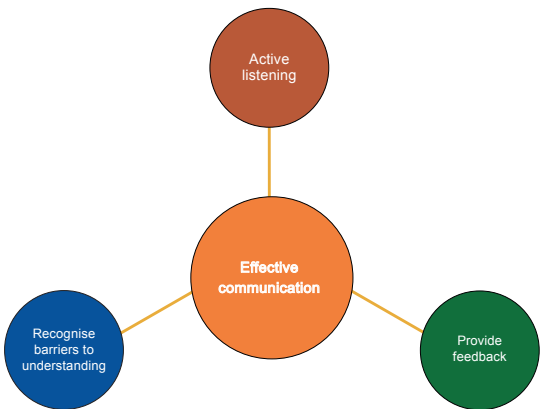 Active
listening
Effective
communication
Recognise
barriers to
understanding
Provide
feedback